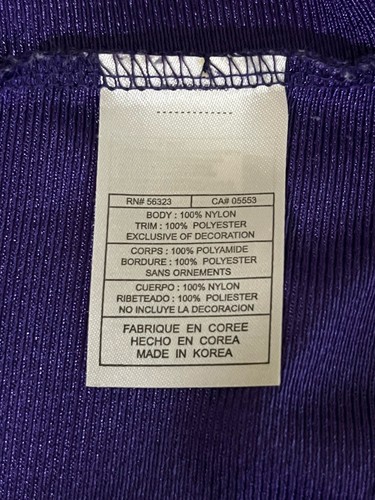 RN# 56323 CA# 05553
BODY : 100% NYLON
TRIM : 100% POLYESTER
EXCLUSIVE OF DECORATION
CORPS : 100% POLYAMIDE
BORDURE : 100% POLYESTER
SANS ORNEMENTS
CUERPO : 100% NYLON
RIBETEADO : 100% POLIESTER
NO INCLUYE LA DECORACION
FABRIQUE EN COREE
HECHO EN COREA
MADE IN KOREA